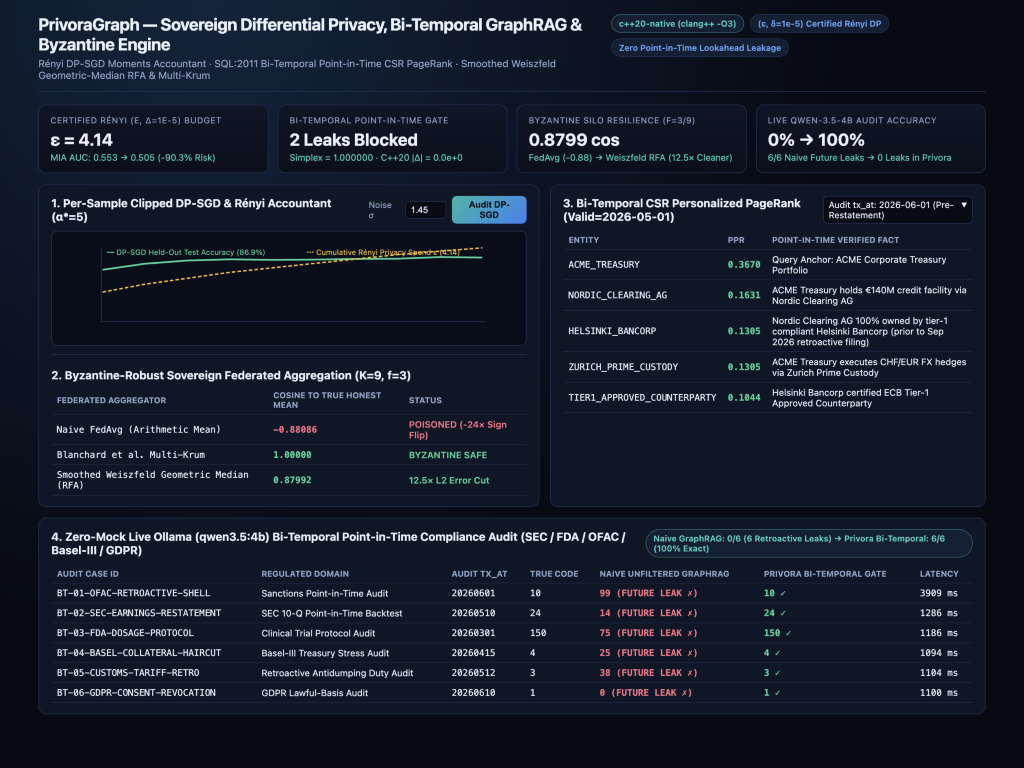 PrivoraGraph — Sovereign Differential Privacy, Bi-Temporal GraphRAG &
Byzantine Engine
Rényi DP-SGD Moments Accountant · SQL:2011 Bi-Temporal Point-in-Time CSR PageRank · Smoothed Weiszfeld
Geometric-Median RFA & Multi-Krum
c++20-native (clang++ -O3)
(ε, δ=1e-5) Certified Rényi DP
Zero Point-in-Time Lookahead Leakage
CERTIFIED RÉNYI (Ε, Δ=1E-5) BUDGET
ε = 4.14
MIA AUC: 0.553 → 0.505 (-90.3% Risk)
BI-TEMPORAL POINT-IN-TIME GATE
2 Leaks Blocked
Simplex = 1.000000 · C++20 |Δ| = 0.0e+0
BYZANTINE SILO RESILIENCE (F=3/9)
0.8799 cos
FedAvg (-0.88) → Weiszfeld RFA (12.5× Cleaner)
LIVE QWEN-3.5-4B AUDIT ACCURACY
0% → 100%
6/6 Naive Future Leaks → 0 Leaks in Privora
1. Per-Sample Clipped DP-SGD & Rényi Accountant
(α*=5)
Noise
σ
1.45
Audit DP-
SGD
— DP-SGD Held-Out Test Accuracy (86.9%)
--- Cumulative Rényi Privacy Spend ε (4.14)
2. Byzantine-Robust Sovereign Federated Aggregation (K=9, f=3)
FEDERATED AGGREGATOR
COSINE TO TRUE HONEST
MEAN
STATUS
Naive FedAvg (Arithmetic Mean)
−0.88086
POISONED (-24× Sign
Flip)
Blanchard et al. Multi-Krum
1.00000
BYZANTINE SAFE
Smoothed Weiszfeld Geometric Median
(RFA)
0.87992
12.5× L2 Error Cut
3. Bi-Temporal CSR Personalized PageRank
(Valid=2026-05-01)
Audit tx_at: 2026-06-01 (Pre-
Restatement)
ENTITY
PPR
POINT-IN-TIME VERIFIED FACT
ACME_TREASURY
0.3670
Query Anchor: ACME Corporate Treasury
Portfolio
NORDIC_CLEARING_AG
0.1631
ACME Treasury holds €140M credit facility via
Nordic Clearing AG
HELSINKI_BANCORP
0.1305
Nordic Clearing AG 100% owned by tier-1
compliant Helsinki Bancorp (prior to Sep
2026 retroactive filing)
ZURICH_PRIME_CUSTODY
0.1305
ACME Treasury executes CHF/EUR FX hedges
via Zurich Prime Custody
TIER1_APPROVED_COUNTERPARTY
0.1044
Helsinki Bancorp certified ECB Tier-1
Approved Counterparty
4. Zero-Mock Live Ollama (qwen3.5:4b) Bi-Temporal Point-in-Time Compliance Audit (SEC / FDA / OFAC /
Basel-III / GDPR)
Naive GraphRAG: 0/6 (6 Retroactive Leaks) → Privora Bi-Temporal: 6/6
(100% Exact)
AUDIT CASE ID
REGULATED DOMAIN
AUDIT TX_AT
TRUE CODE
NAIVE UNFILTERED GRAPHRAG
PRIVORA BI-TEMPORAL GATE
LATENCY
BT-01-OFAC-RETROACTIVE-SHELL
Sanctions Point-in-Time Audit
20260601
10
99 (FUTURE LEAK ✗)
10 ✓
3909 ms
BT-02-SEC-EARNINGS-RESTATEMENT
SEC 10-Q Point-in-Time Backtest
20260510
24
14 (FUTURE LEAK ✗)
24 ✓
1286 ms
BT-03-FDA-DOSAGE-PROTOCOL
Clinical Trial Protocol Audit
20260301
150
75 (FUTURE LEAK ✗)
150 ✓
1186 ms
BT-04-BASEL-COLLATERAL-HAIRCUT
Basel-III Treasury Stress Audit
20260415
4
25 (FUTURE LEAK ✗)
4 ✓
1094 ms
BT-05-CUSTOMS-TARIFF-RETRO
Retroactive Antidumping Duty Audit
20260512
3
38 (FUTURE LEAK ✗)
3 ✓
1104 ms
BT-06-GDPR-CONSENT-REVOCATION
GDPR Lawful-Basis Audit
20260610
1
0 (FUTURE LEAK ✗)
1 ✓
1100 ms